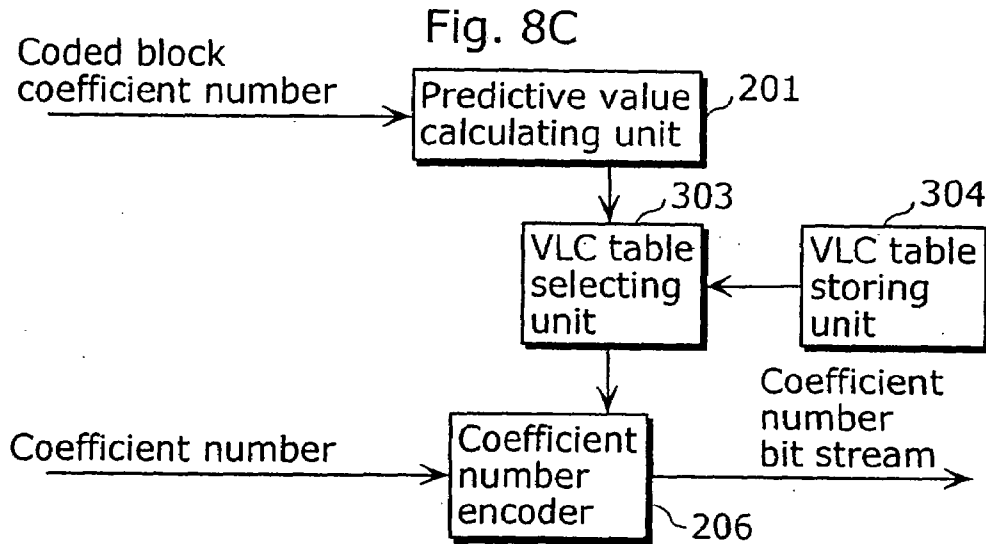 Fig. 8C
Coded block
coefficient number
Predictive value
calculating unit
201
303
304
VLC table
selecting
unit
VLC table
storing
unit
Coefficient
number
bit stream
Coefficient number
Coefficient
number
encoder
206